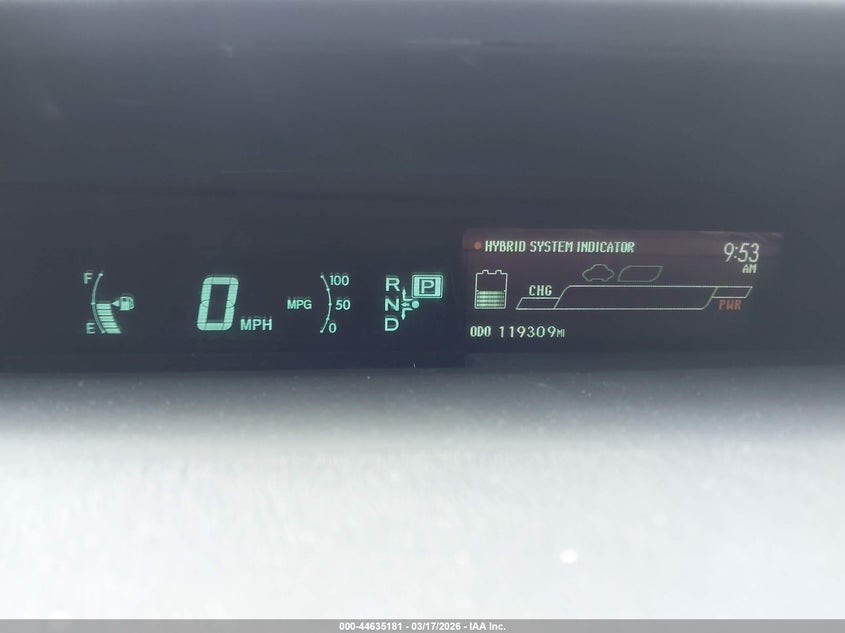 HYBRID SYSTEM INDICATOR
9:53
AM
F
E
0 MPH
MPG
100
50
0
R
N
D
P
CHG
PWR
ODO 119309MI
000-44635181 - 03/17/2026 - IAA Inc.